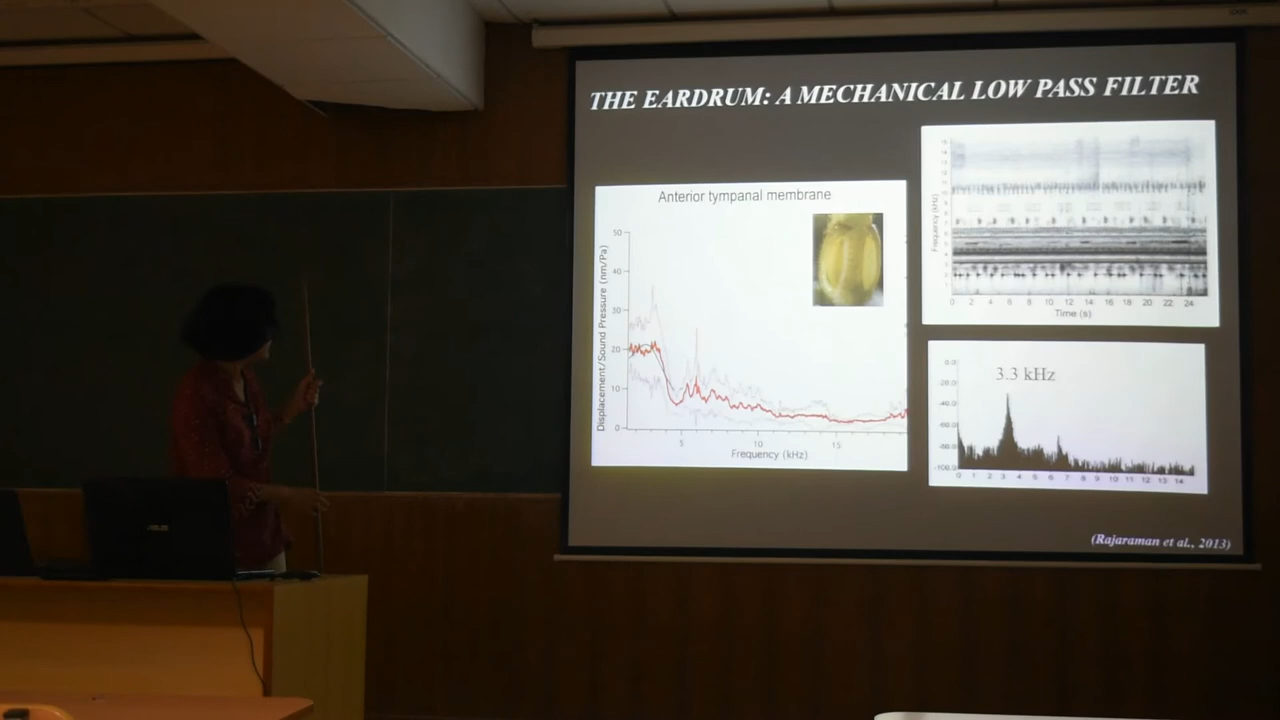 THE EARDRUM: A MECHANICAL LOW PASS FILTER
Anterior tympanal membrane
Displacement/Sound Pressure (nm/Pa)
50
40
30
20
10
0
5 10 15
Frequency (kHz)
Frequency (kHz)
0 2 4 6 8 10 12 14 16 18 20 22 24
Time (s)
3.3 kHz
0.0
-20.0
-40.0
-60.0
-80.0
-100.0
0 1 2 3 4 5 6 7 8 9 10 11 12 13 14
(Rajaraman et al., 2013)
ASUS